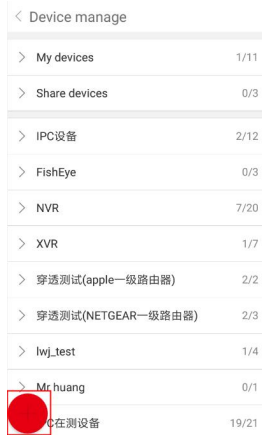 Device manage
My devices 1/11
Share devices 0/3
IPC设备 2/12
FishEye 0/3
NVR 7/20
XVR 1/7
穿透测试(apple一级路由器) 2/2
穿透测试(NETGEAR一级路由器) 2/3
lwj_test 1/4
Mr.huang 0/1
C在测设备 19/21